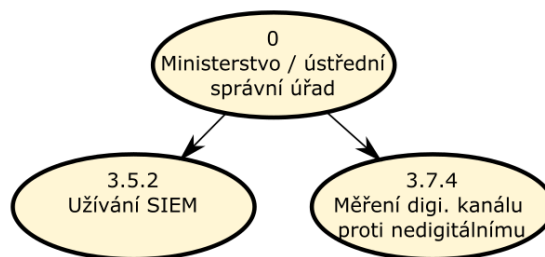 0
Ministerstvo / ústřední
správní úřad
3.5.2
Užívání SIEM
3.7.4
Měření digi. kanálu
proti nedigitálnímu